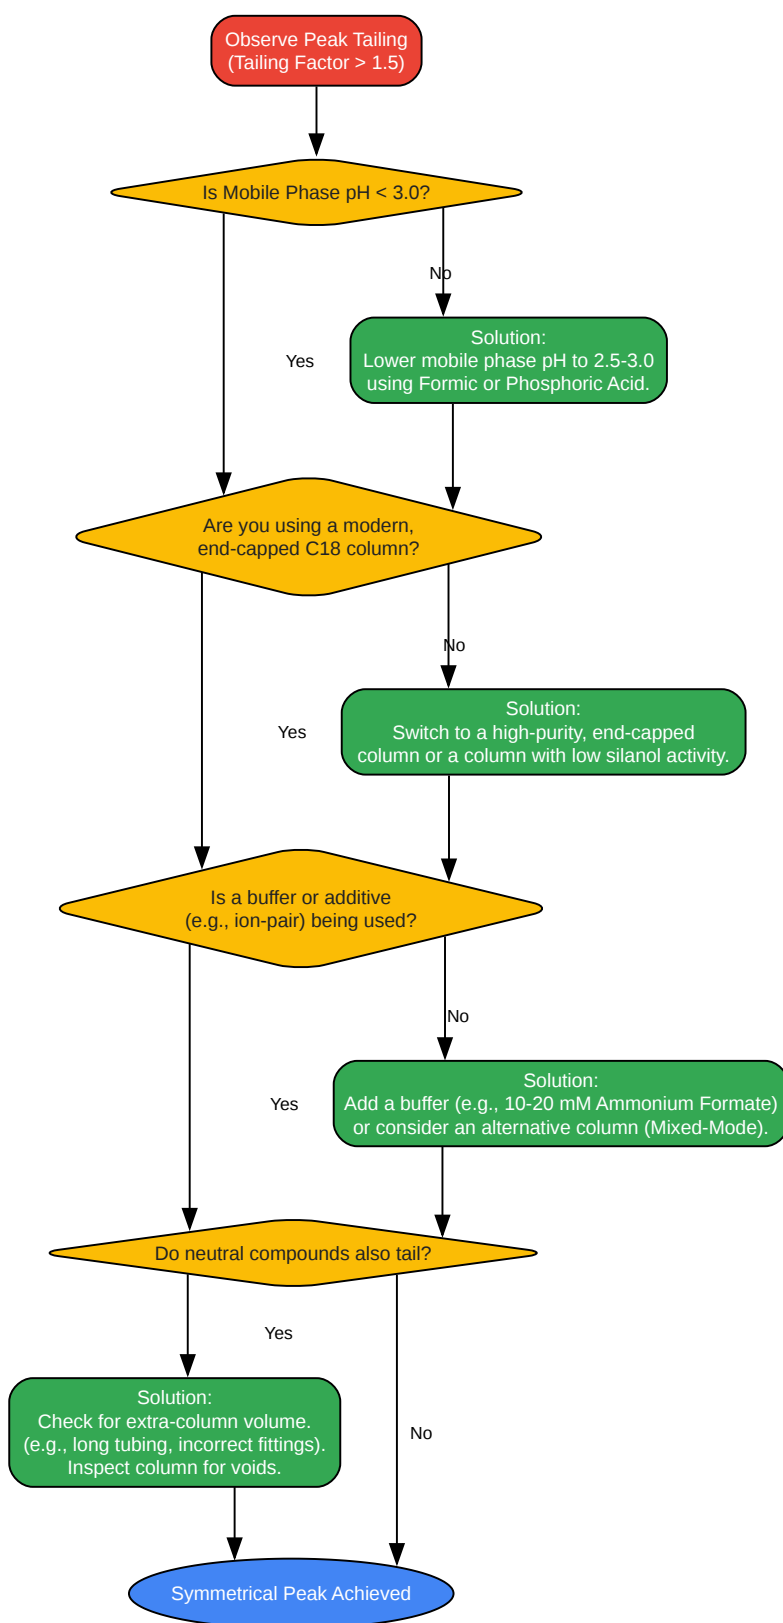 Observe Peak Tailing
(Tailing Factor > 1.5)
Is Mobile Phase pH < 3.0?
No
Solution:
Lower mobile phase pH to 2.5-3.0
using Formic or Phosphoric Acid.
Yes
Are you using a modern,
end-capped C18 column?
No
Solution:
Switch to a high-purity, end-capped
column or a column with low silanol activity.
Yes
Is a buffer or additive
(e.g., ion-pair) being used?
No
Solution:
Add a buffer (e.g., 10-20 mM Ammonium Formate)
or consider an alternative column (Mixed-Mode).
Yes
Do neutral compounds also tail?
Yes
Solution:
Check for extra-column volume.
(e.g., long tubing, incorrect fittings).
Inspect column for voids.
No
Symmetrical Peak Achieved